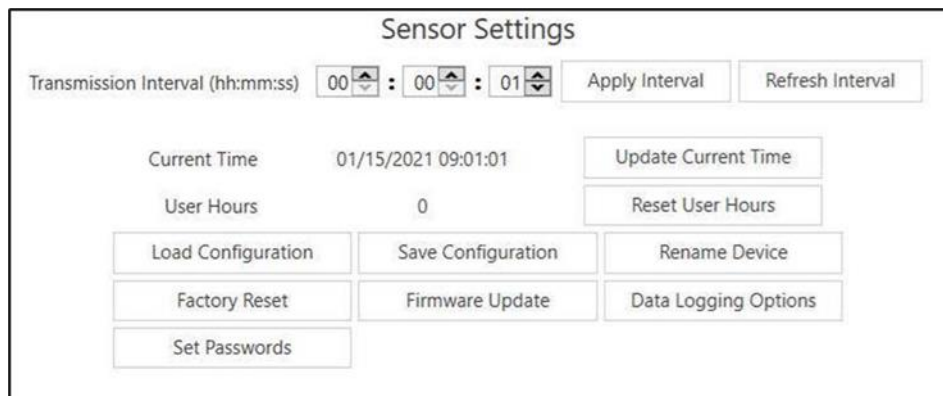 Sensor Settings
Transmission Interval (hh:mm:ss) 00 : 00 : 01 Apply Interval Refresh Interval
Current Time 01/15/2021 09:01:01 Update Current Time
User Hours 0 Reset User Hours
Load Configuration Save Configuration Rename Device
Factory Reset Firmware Update Data Logging Options
Set Passwords